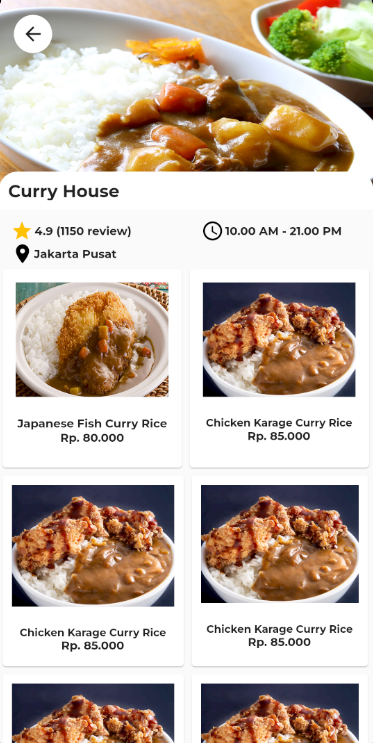 Curry House
4.9 (1150 review)
10.00 AM - 21.00 PM
Jakarta Pusat
Japanese Fish Curry Rice
Rp. 80.000
Chicken Karage Curry Rice
Rp. 85.000
Chicken Karage Curry Rice
Rp. 85.000
Chicken Karage Curry Rice
Rp. 85.000